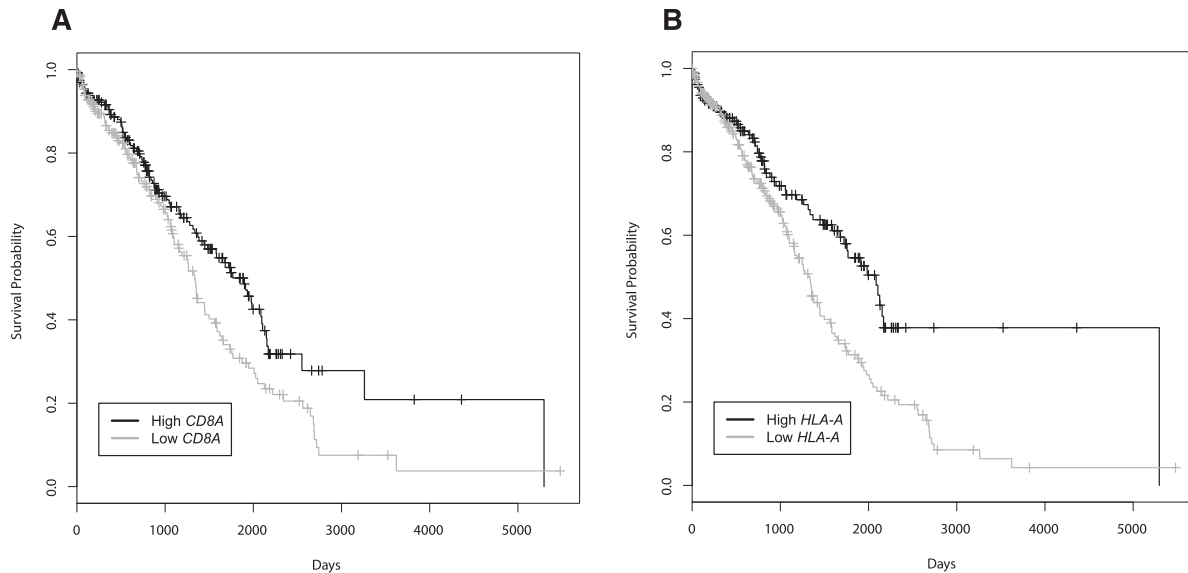 A
B
Survival Probability
1.0
0.8
0.6
0.4
0.2
0.0
High CD8A
Low CD8A
0 1000 2000 3000 4000 5000
Days
Survival Probability
1.0
0.8
0.6
0.4
0.2
0.0
High HLA-A
Low HLA-A
0 1000 2000 3000 4000 5000
Days